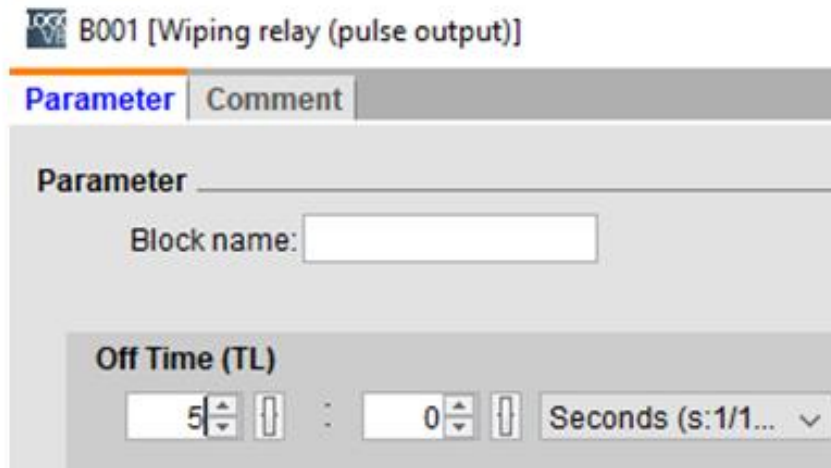 B001 [Wiping relay (pulse output)]
Parameter Comment
Parameter
Block name:
Off Time (TL)
5 : 0 Seconds (s:1/1...